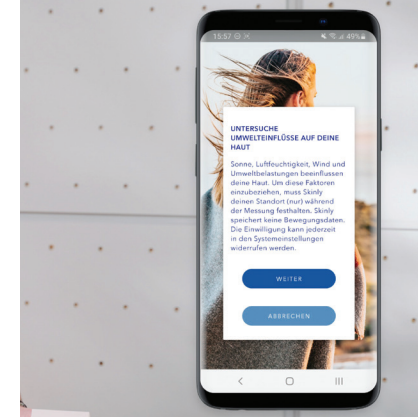 15:57
49%
UNTERSUCHE
UMWELTEINFLÜSSE AUF DEINE
HAUT
Sonne, Luftfeuchtigkeit, Wind und
Umweltbelastungen beeinflussen
deine Haut. Um diese Faktoren
einzubeziehen, muss Skinly
deinen Standort (nur) während
der Messung festhalten. Skinly
speichert keine Bewegungsdaten.
Die Einwilligung kann jederzeit
in den Systemeinstellungen
widerrufen werden.
WEITER
ABBRECHEN